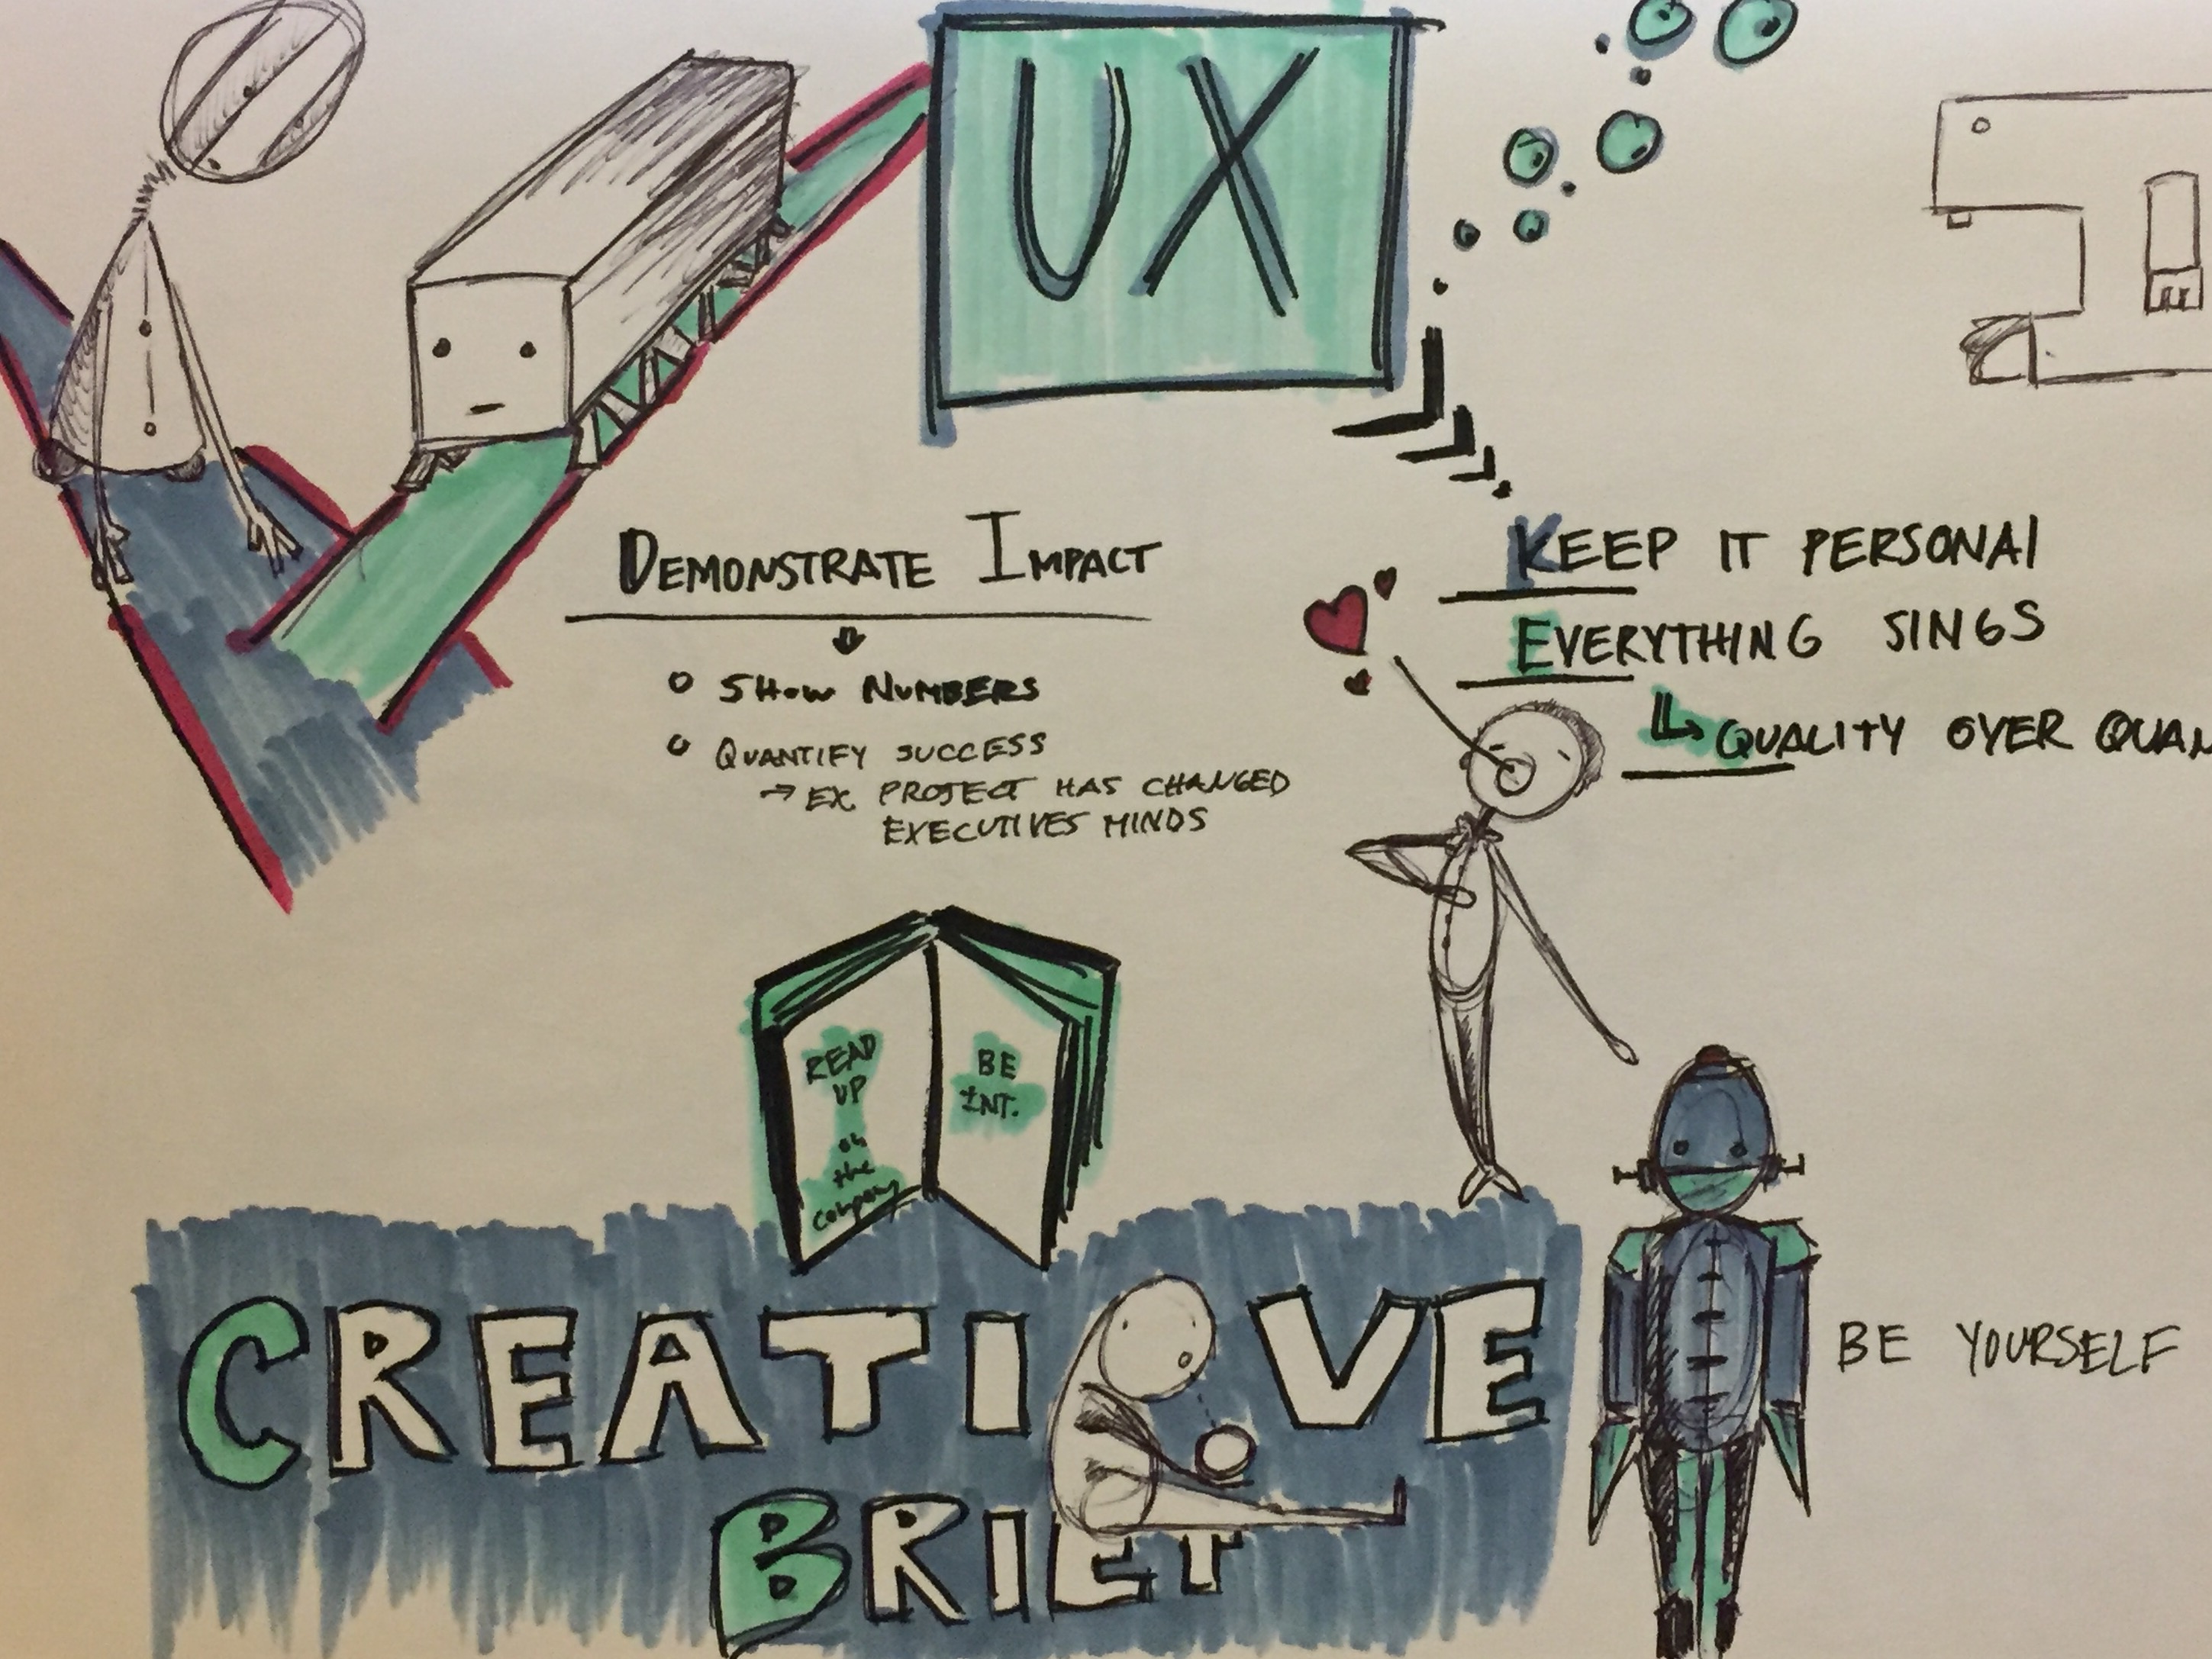 UX
DEMONSTRATE IMPACT
SHOW NUMBERS
QUANTIFY SUCCESS
→ EX PROJECT HAS CHANGED
EXECUTIVES MINDS
KEEP IT PERSONAL
EVERYTHING SINGS
↳ QUALITY OVER QUAN
READ
UP
on
the
company
BE
INT.
CREATIVE
BRIEF
BE YOURSELF